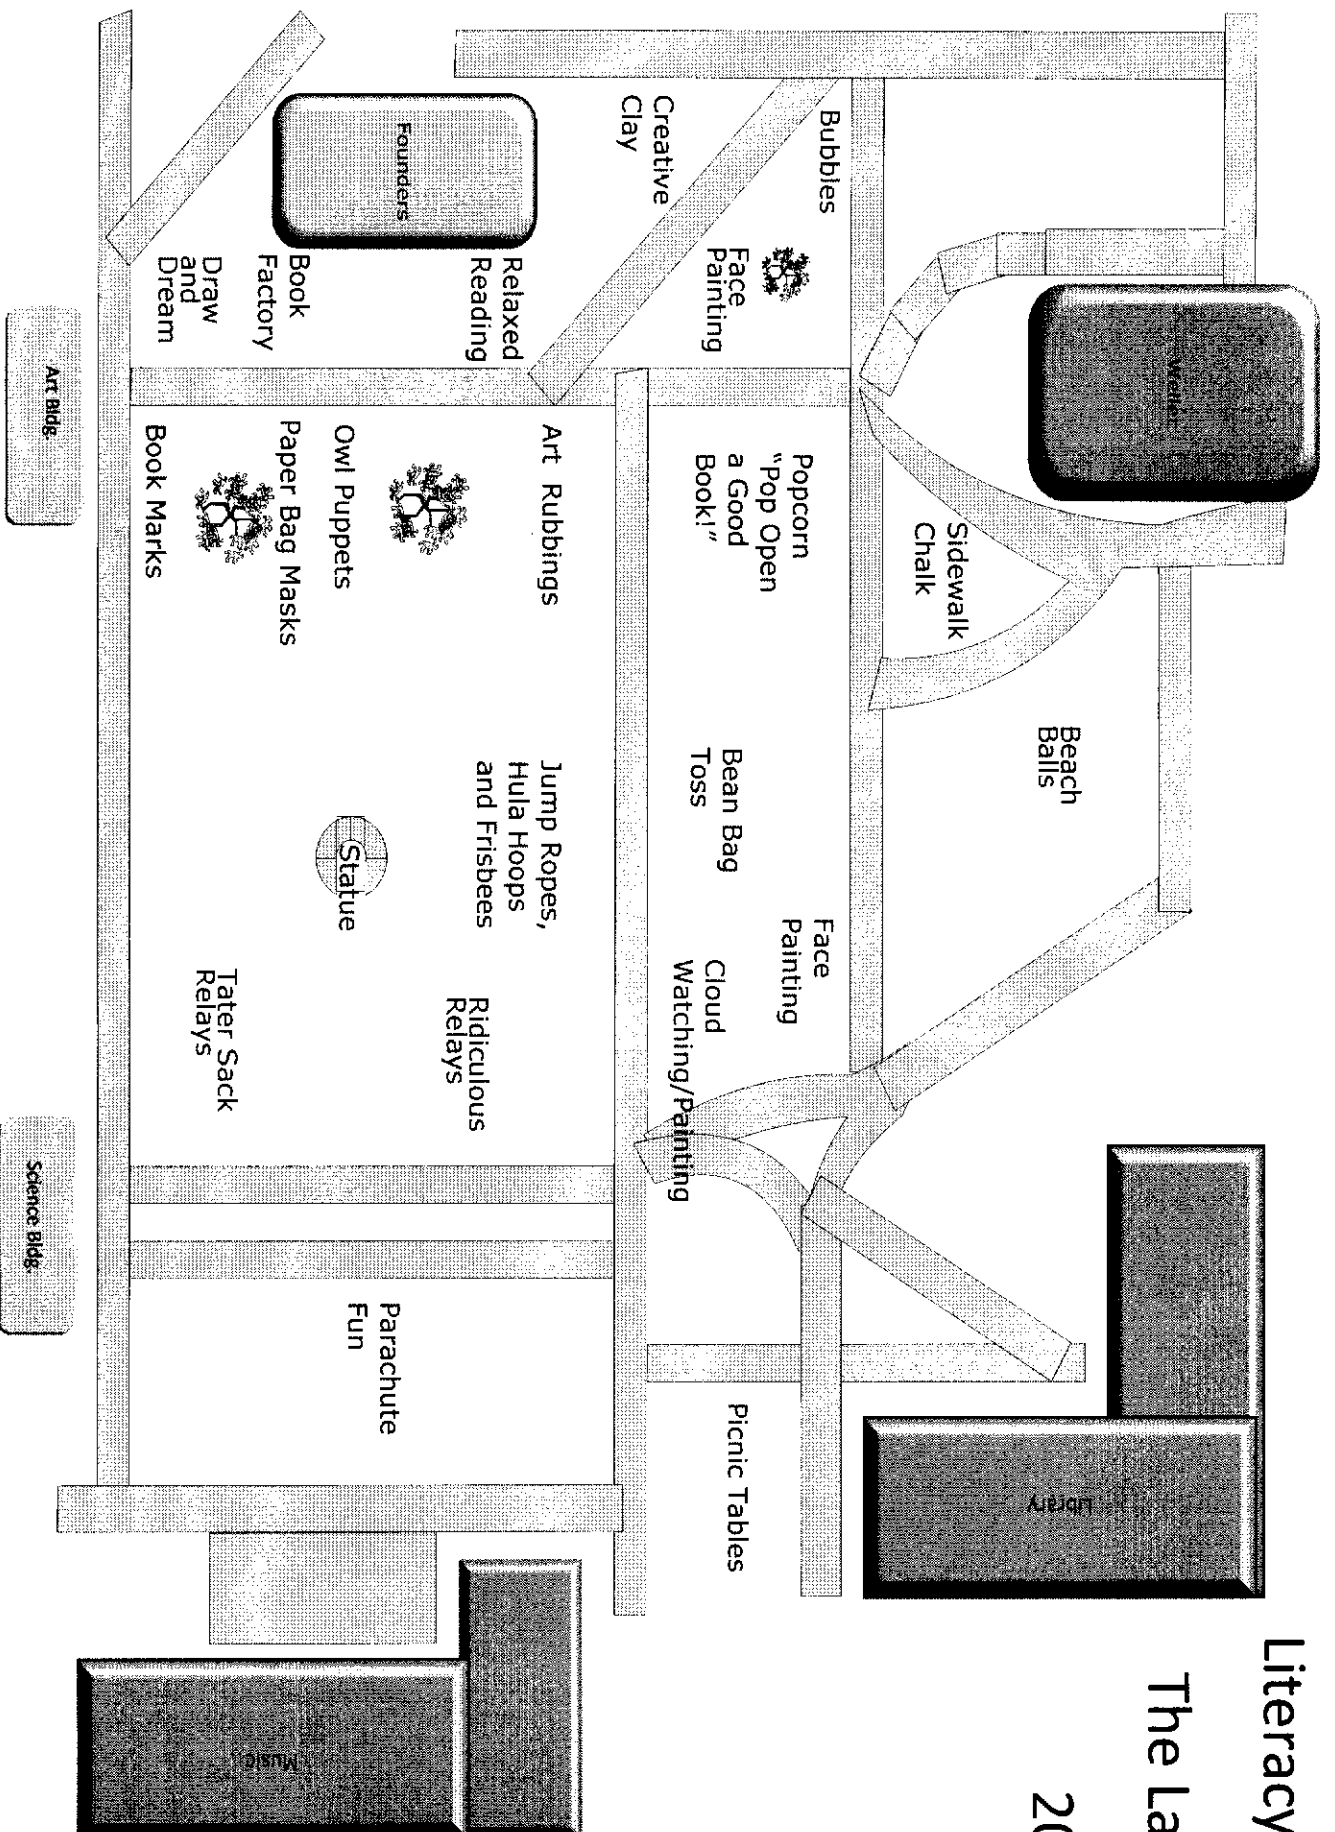 Literacy
The La
20
Library
Beach
Balls
Sidewalk
Chalk
Bubbles
Face
Painting
Popcorn
"Pop Open
a Good
Book!"
Face
Painting
Bean Bag
Toss
Cloud
Watching/Painting
Picnic Tables
Creative
Clay
Relaxed
Reading
Founders
Book
Factory
Draw
and
Dream
Art Rubbings
Owl Puppets
Paper Bag Masks
Book Marks
Jump Ropes,
Hula Hoops
and Frisbees
Statue
Ridiculous
Relays
Tater Sack
Relays
Parachute
Fun
Music
Art Bldg.
Science Bldg.